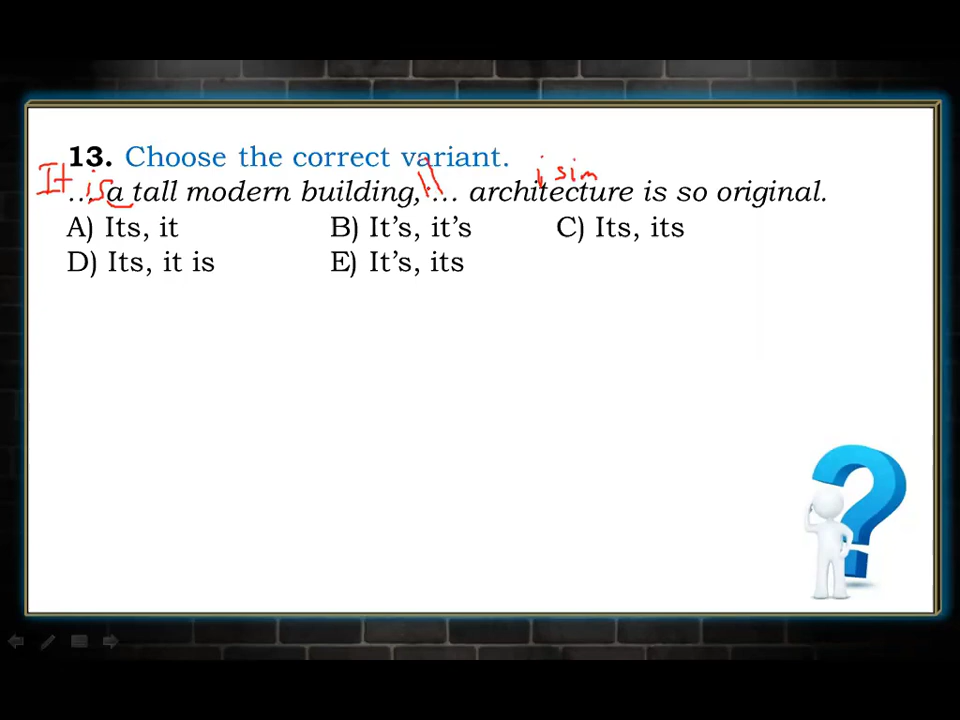 13. Choose the correct variant.
It is i sim
… a tall modern building, … architecture is so original.
A) Its, it B) It's, it's C) Its, its
D) Its, it is E) It's, its